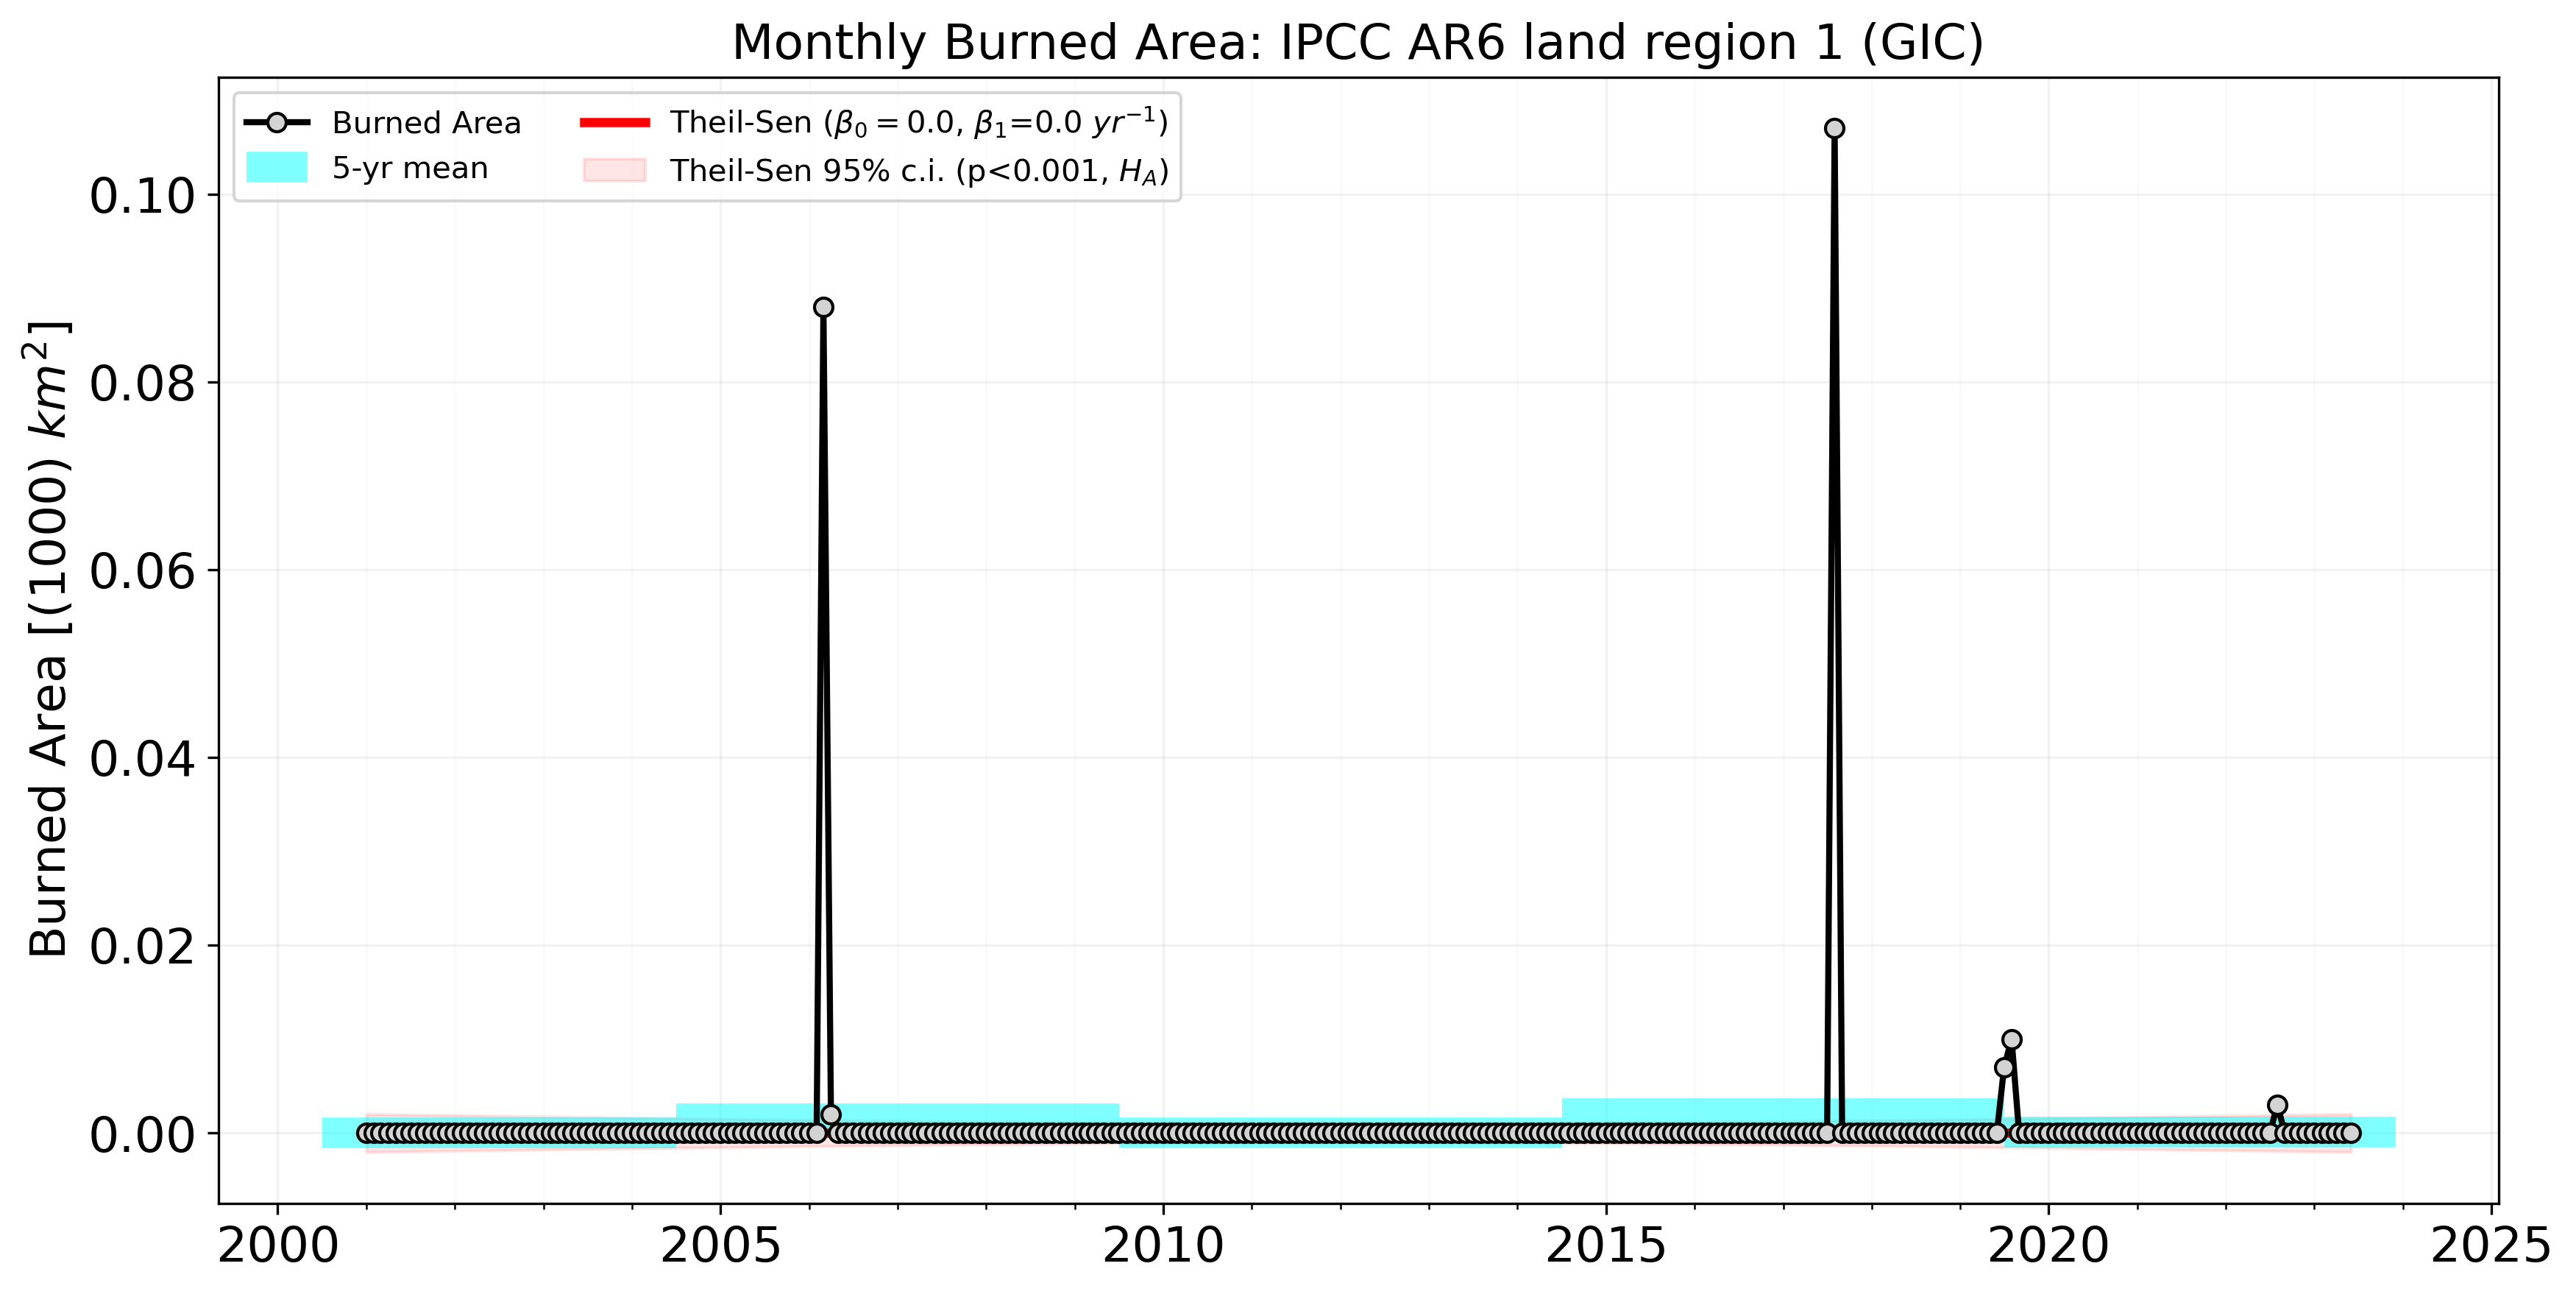 Monthly Burned Area: IPCC AR6 land region 1 (GIC)
Burned Area
5-yr mean
Theil-Sen (β₀ = 0.0, β₁=0.0 yr⁻¹)
Theil-Sen 95% c.i. (p<0.001, H_A)
Burned Area [(1000) km²]
0.10
0.08
0.06
0.04
0.02
0.00
2000 2005 2010 2015 2020 2025